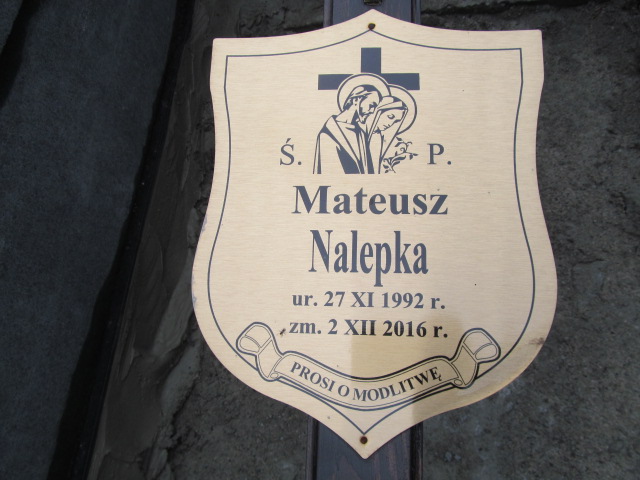 Ś. P.
Mateusz
Nalepka
ur. 27 XI 1992 r.
zm. 2 XII 2016 r.
PROSI O MODLITWĘ